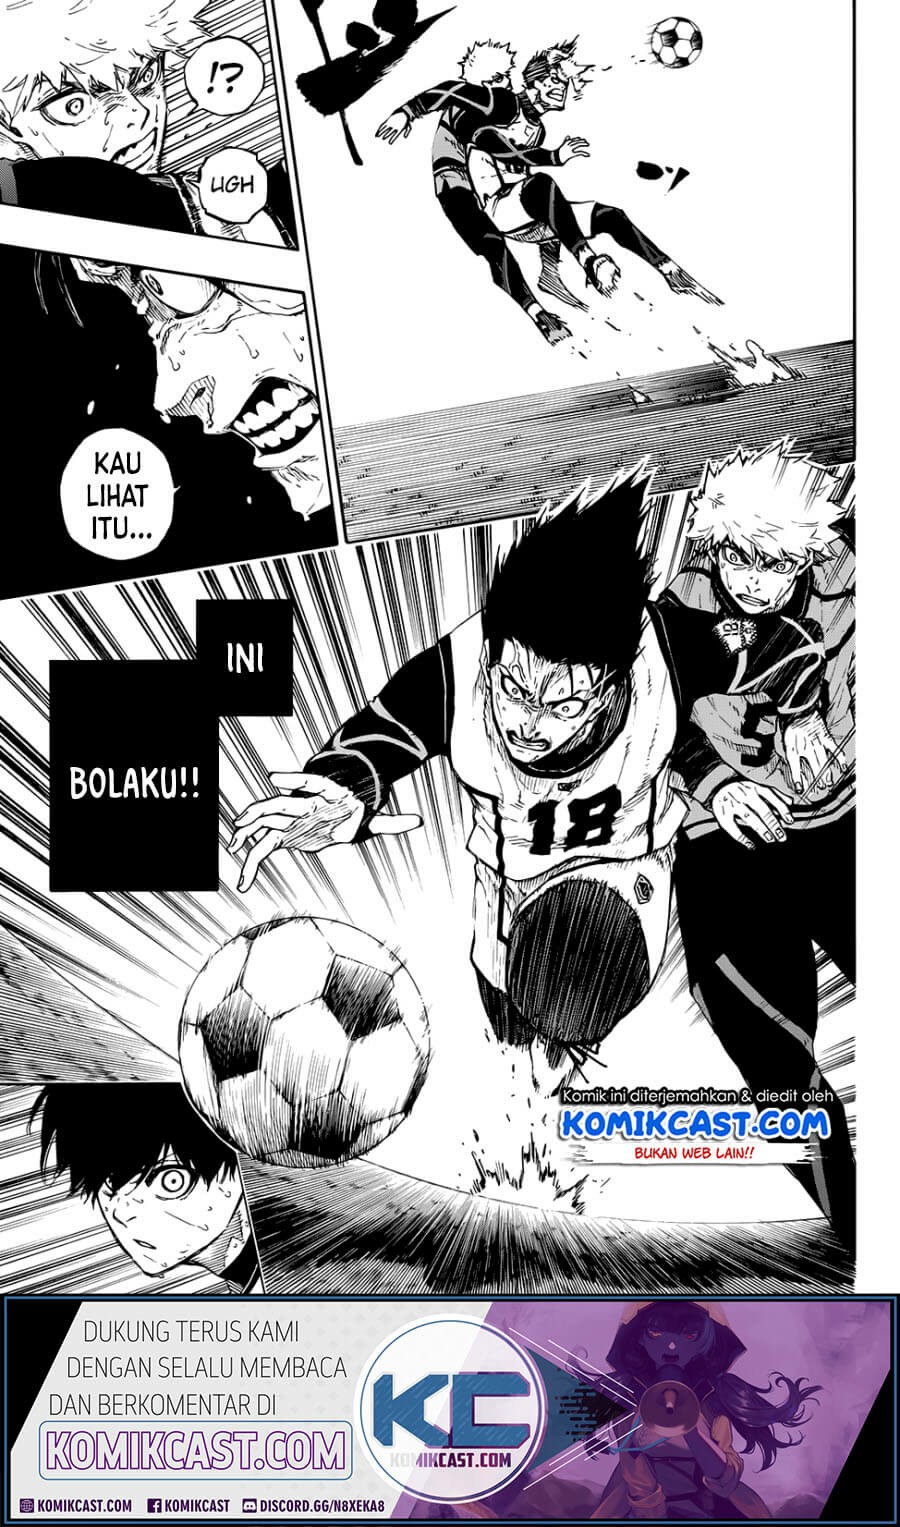 !?
UGH
KAU
LIHAT
ITU...
INI
BOLAKU!!
18
5
Komik ini diterjemahkan & diedit oleh
KOMIKCAST.COM
BUKAN WEB LAIN!!
DUKUNG TERUS KAMI
DENGAN SELALU MEMBACA
DAN BERKOMENTAR DI
KOMIKCAST.COM
KC
KOMIKCAST.COM
KOMIKCAST.COM
KOMIKCAST
DISCORD.GG/N8XEKA8